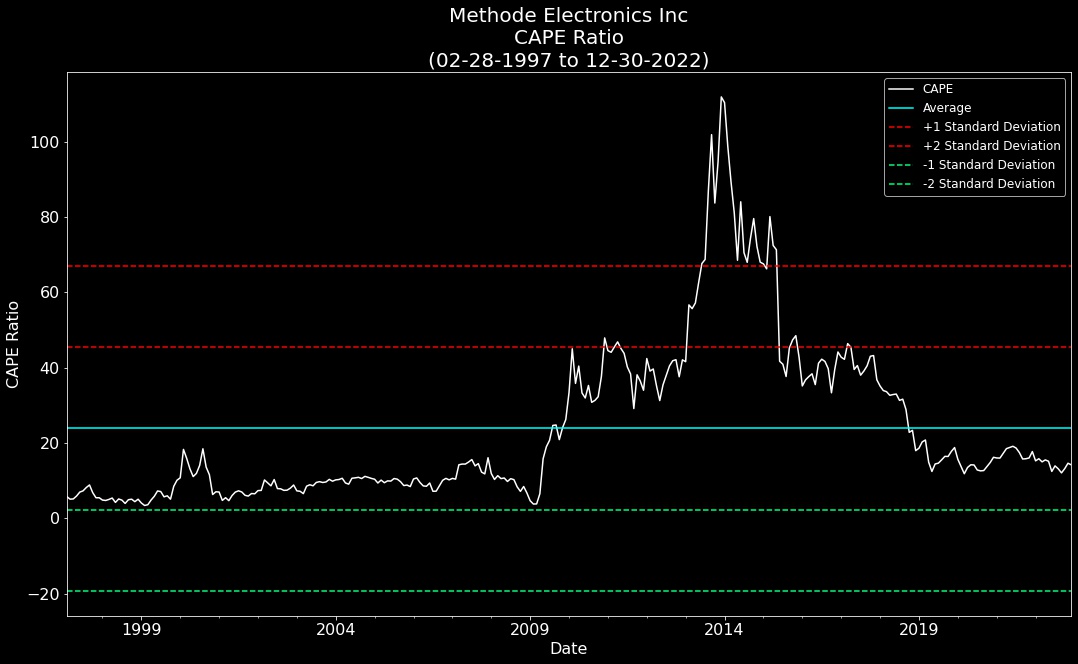 Methode Electronics Inc
CAPE Ratio
(02-28-1997 to 12-30-2022)
CAPE
Average
+1 Standard Deviation
+2 Standard Deviation
-1 Standard Deviation
-2 Standard Deviation
CAPE Ratio
100
80
60
40
20
0
−20
1999
2004
2009
2014
2019
Date